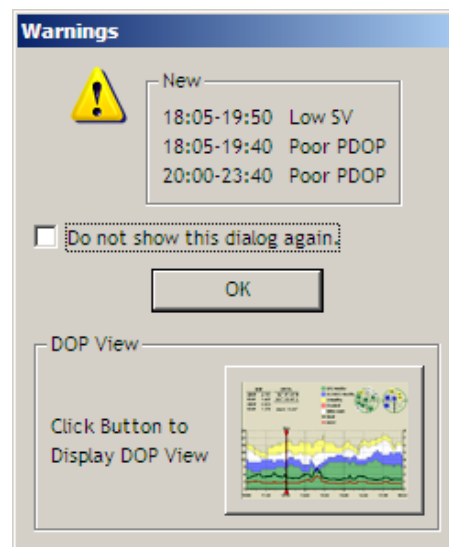 Warnings
New
18:05-19:50 Low SV
18:05-19:40 Poor PDOP
20:00-23:40 Poor PDOP
Do not show this dialog again.
OK
DOP View
Click Button to
Display DOP View